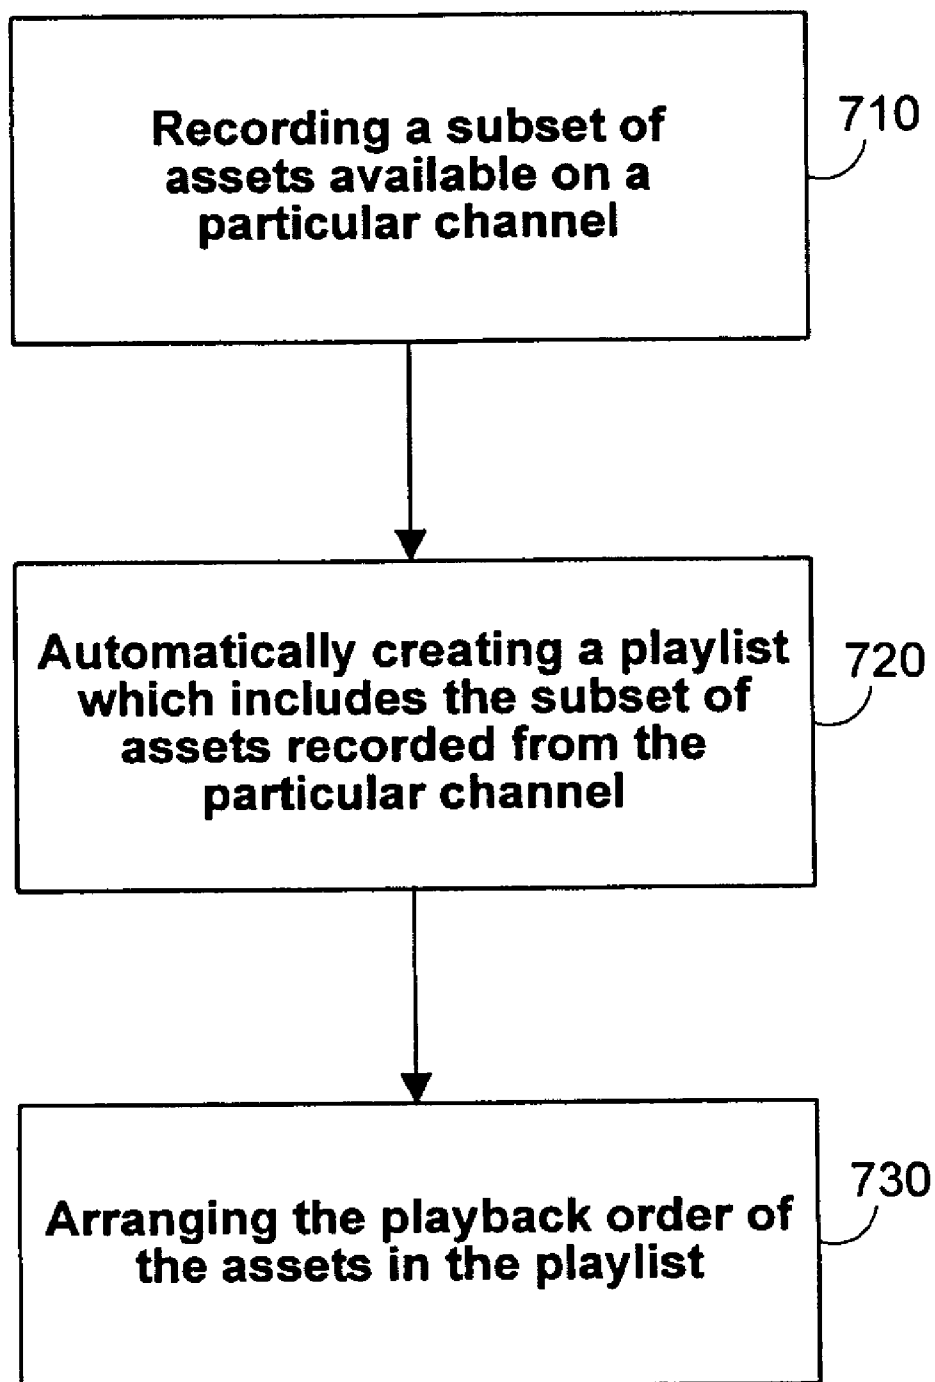 Recording a subset of
assets available on a
particular channel
710
Automatically creating a playlist
which includes the subset of
assets recorded from the
particular channel
720
Arranging the playback order of
the assets in the playlist
730